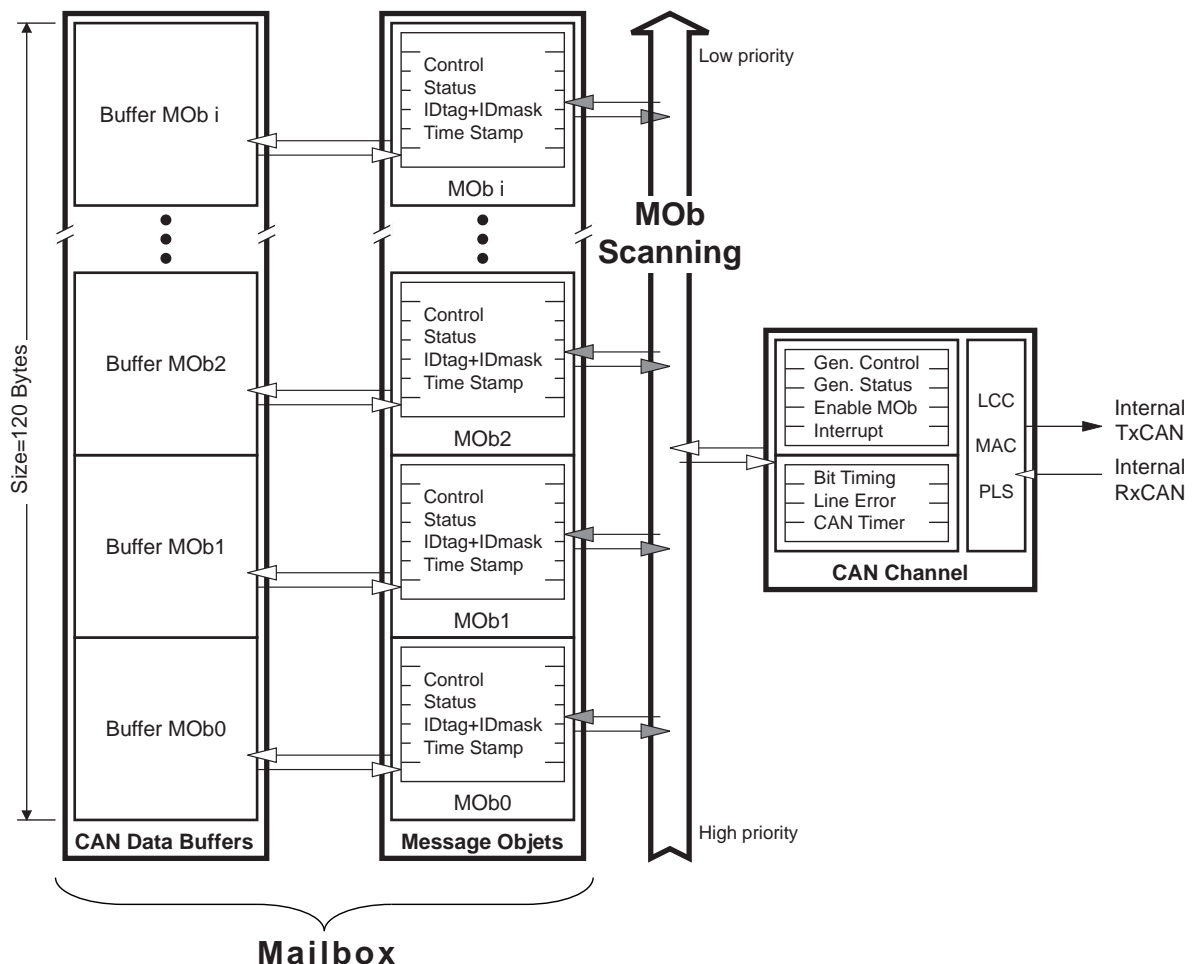 Size=120 Bytes
Buffer MOb i
Buffer MOb2
Buffer MOb1
Buffer MOb0
CAN Data Buffers
Control
Status
IDtag+IDmask
Time Stamp
MOb i
Control
Status
IDtag+IDmask
Time Stamp
MOb2
Control
Status
IDtag+IDmask
Time Stamp
MOb1
Control
Status
IDtag+IDmask
Time Stamp
MOb0
Message Objets
Mailbox
Low priority
MOb
Scanning
High priority
Gen. Control
Gen. Status
Enable MOb
Interrupt
Bit Timing
Line Error
CAN Timer
LCC
MAC
PLS
CAN Channel
Internal
TxCAN
Internal
RxCAN